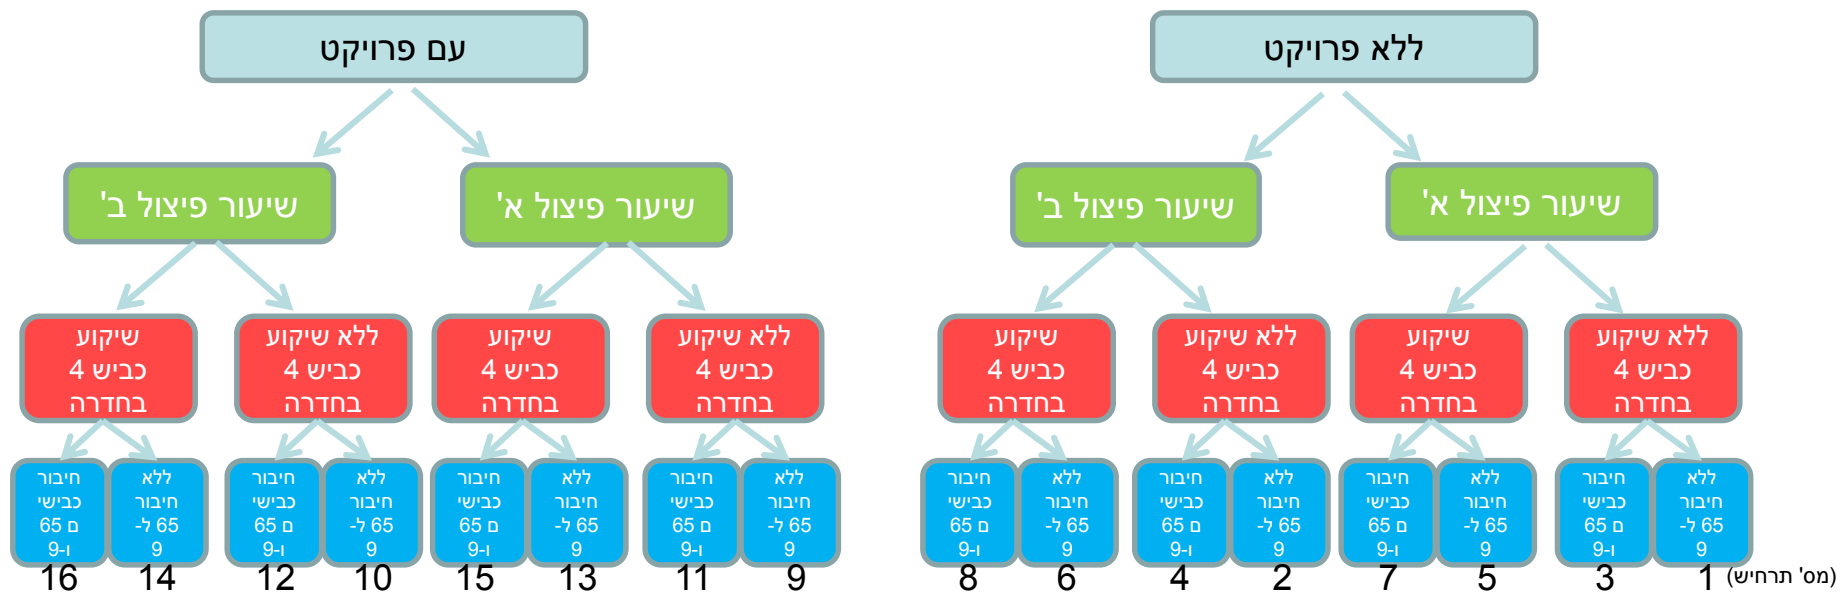 ללא פרויקט
עם פרויקט
שיעור פיצול א'
שיעור פיצול ב'
שיעור פיצול א'
שיעור פיצול ב'
ללא שיקוע
כביש 4
בחדרה
שיקוע
כביש 4
בחדרה
ללא שיקוע
כביש 4
בחדרה
שיקוע
כביש 4
בחדרה
ללא שיקוע
כביש 4
בחדרה
שיקוע
כביש 4
בחדרה
ללא שיקוע
כביש 4
בחדרה
שיקוע
כביש 4
בחדרה
ללא
חיבור
65 ל-
9
חיבור
כבישי
ם 65
ו-9
ללא
חיבור
65 ל-
9
חיבור
כבישי
ם 65
ו-9
ללא
חיבור
65 ל-
9
חיבור
כבישי
ם 65
ו-9
ללא
חיבור
65 ל-
9
חיבור
כבישי
ם 65
ו-9
ללא
חיבור
65 ל-
9
חיבור
כבישי
ם 65
ו-9
ללא
חיבור
65 ל-
9
חיבור
כבישי
ם 65
ו-9
ללא
חיבור
65 ל-
9
חיבור
כבישי
ם 65
ו-9
ללא
חיבור
65 ל-
9
חיבור
כבישי
ם 65
ו-9
(מס' תרחיש) 1 3 5 7 2 4 6 8 9 11 13 15 10 12 14 16